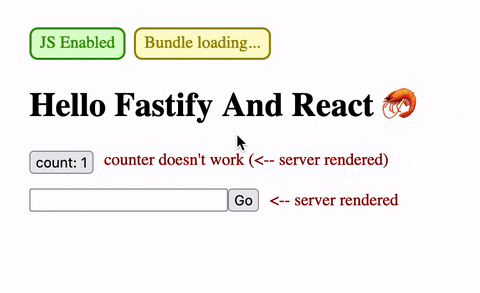 JS Enabled Bundle loading...
Hello Fastify And React 🦐
count: 1 counter doesn't work (<-- server rendered)
Go <-- server rendered